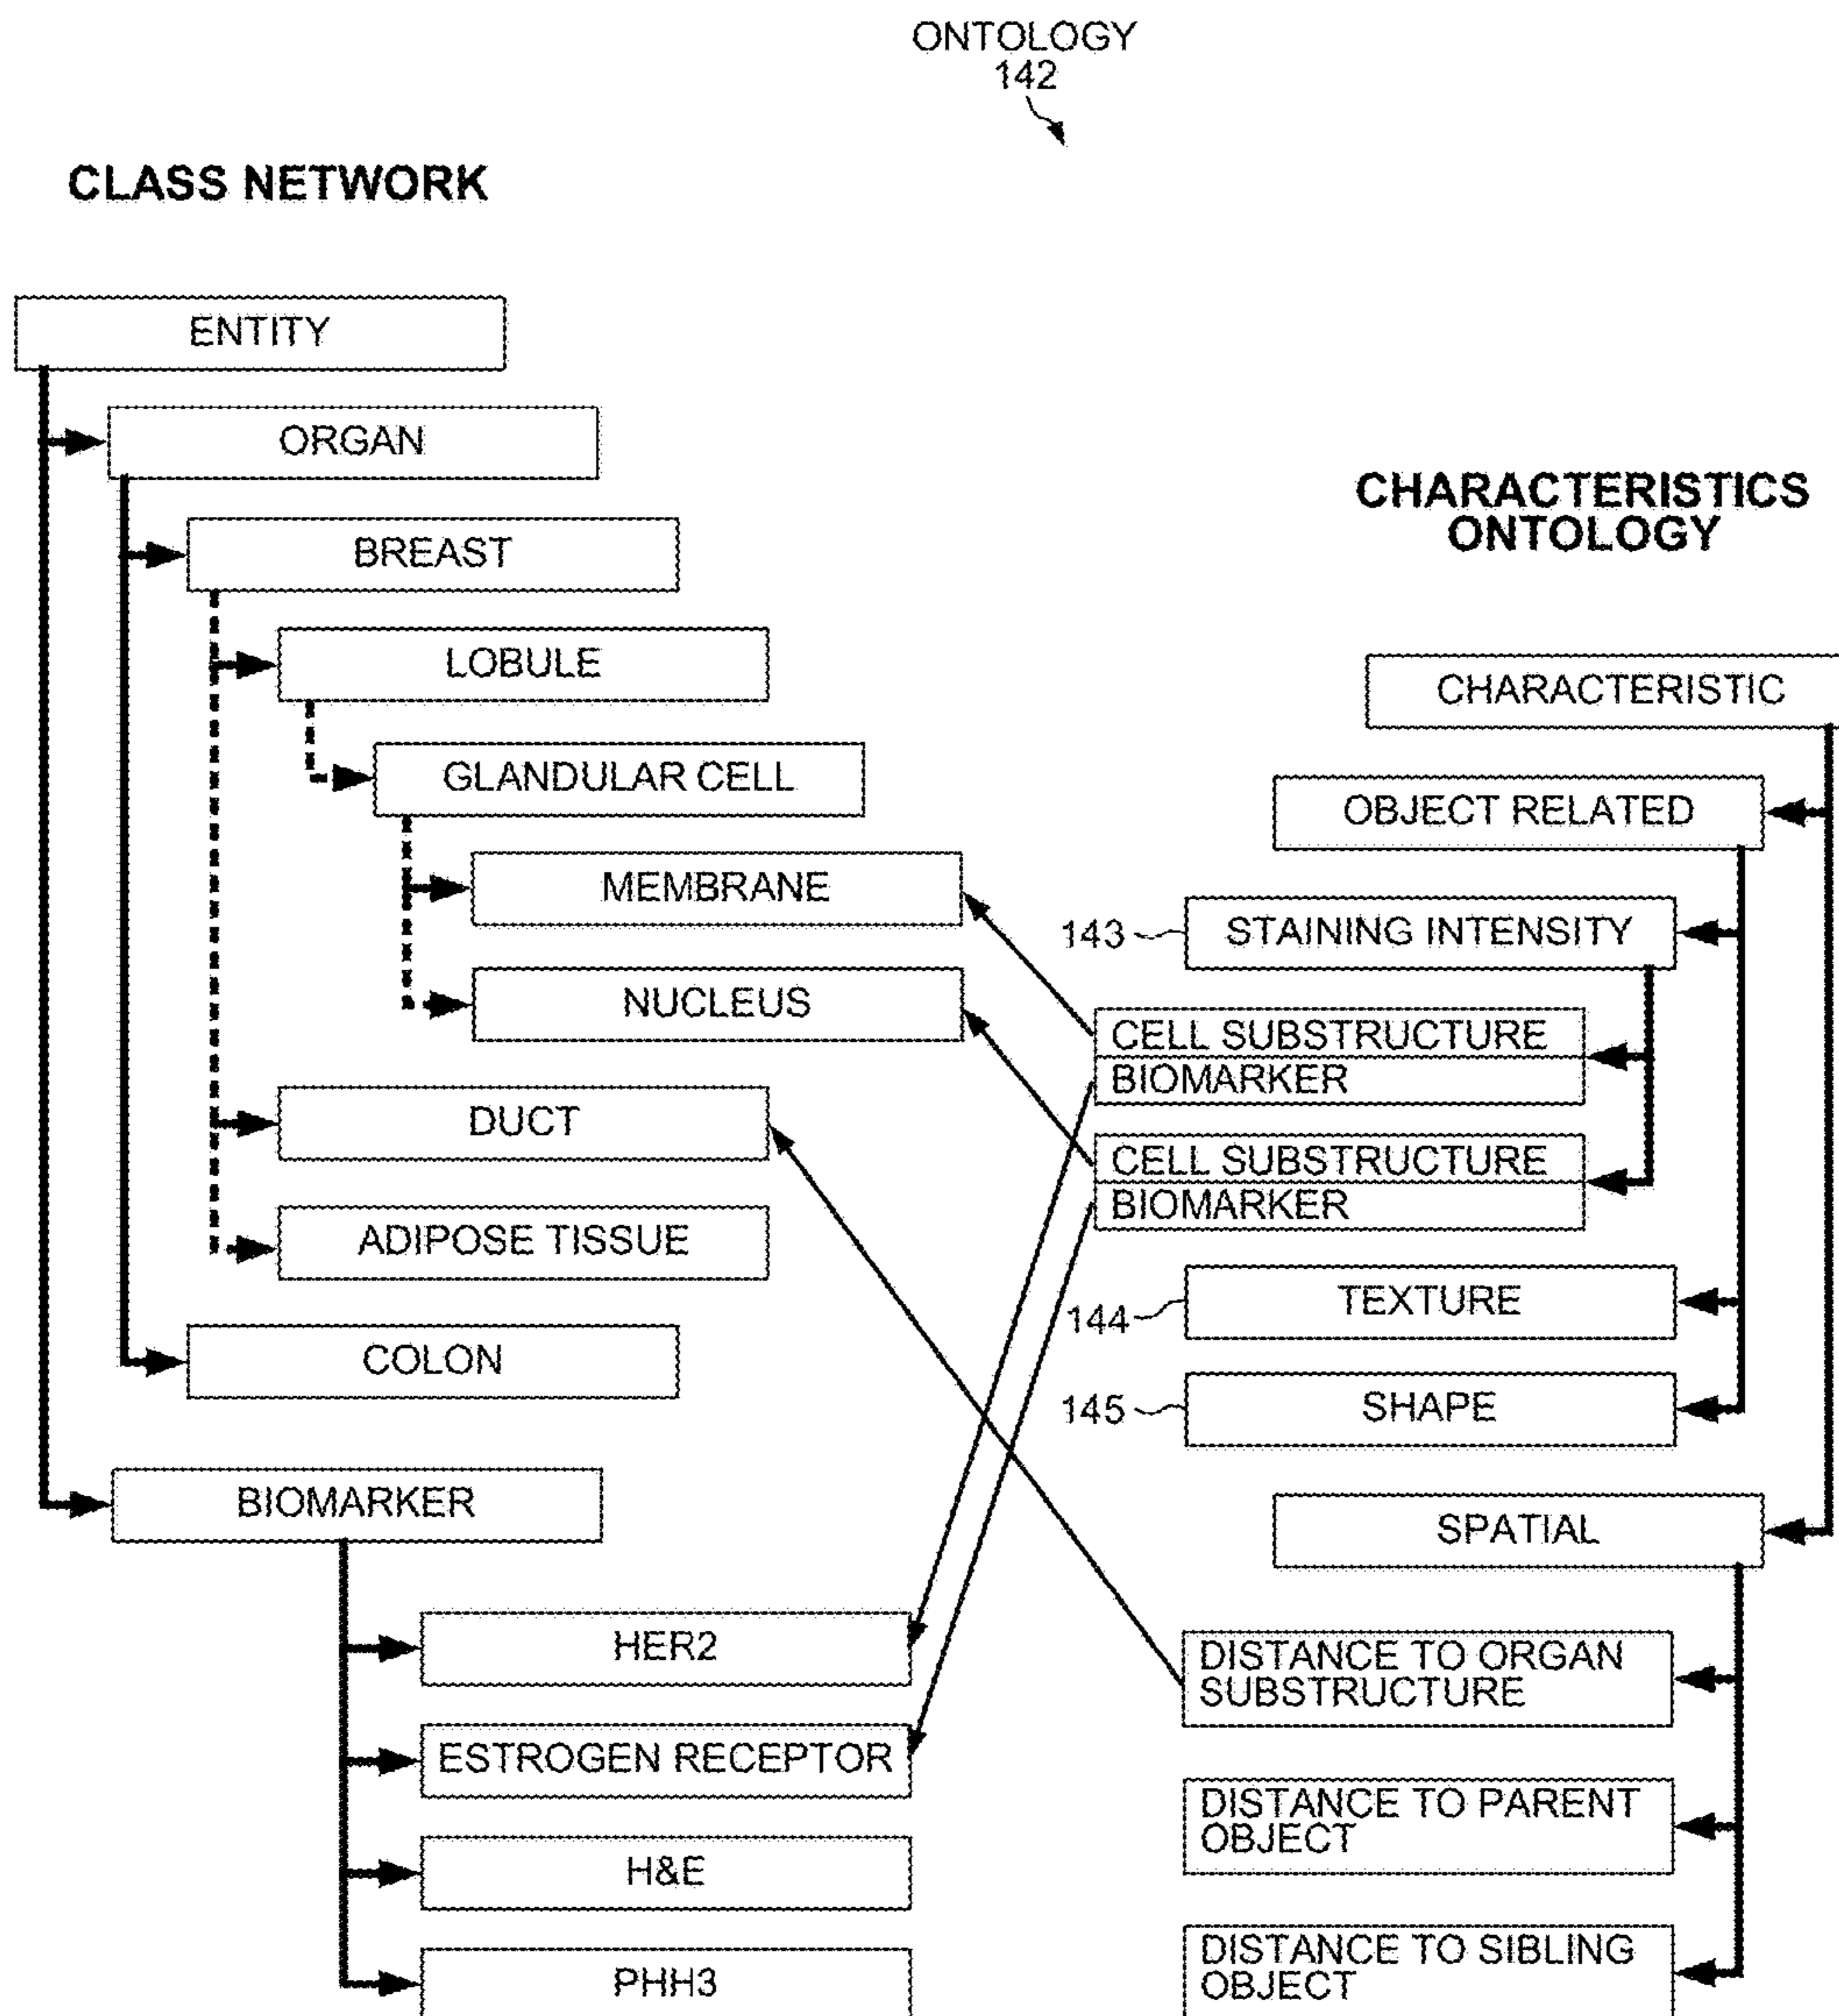 ONTOLOGY
142
CLASS NETWORK
ENTITY
ORGAN
BREAST
LOBULE
GLANDULAR CELL
MEMBRANE
NUCLEUS
DUCT
ADIPOSE TISSUE
COLON
BIOMARKER
HER2
ESTROGEN RECEPTOR
H&E
PHH3
CHARACTERISTICS
ONTOLOGY
CHARACTERISTIC
OBJECT RELATED
143
STAINING INTENSITY
CELL SUBSTRUCTURE
BIOMARKER
CELL SUBSTRUCTURE
BIOMARKER
144
TEXTURE
145
SHAPE
SPATIAL
DISTANCE TO ORGAN
SUBSTRUCTURE
DISTANCE TO PARENT
OBJECT
DISTANCE TO SIBLING
OBJECT